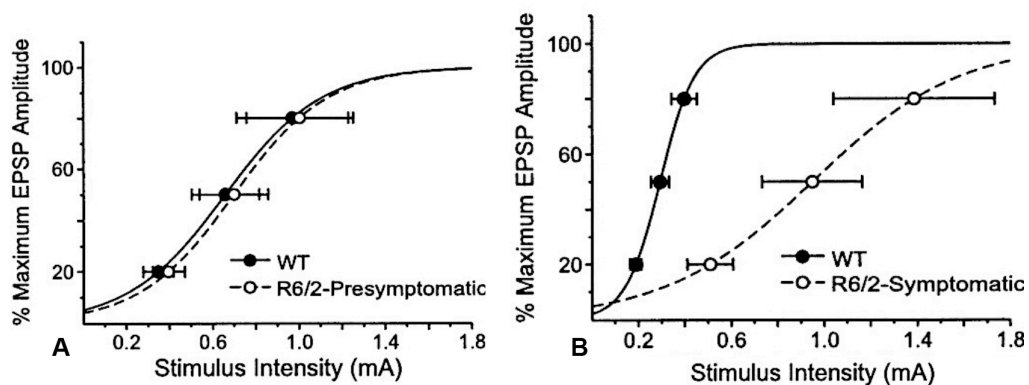 % Maximum EPSP Amplitude
100
60
20
WT
R6/2-Presymptomatic
0.2 0.6 1.0 1.4 1.8
A
Stimulus Intensity (mA)
% Maximum EPSP Amplitude
100
60
20
WT
R6/2-Symptomatic
0.2 0.6 1.0 1.4 1.8
B
Stimulus Intensity (mA)